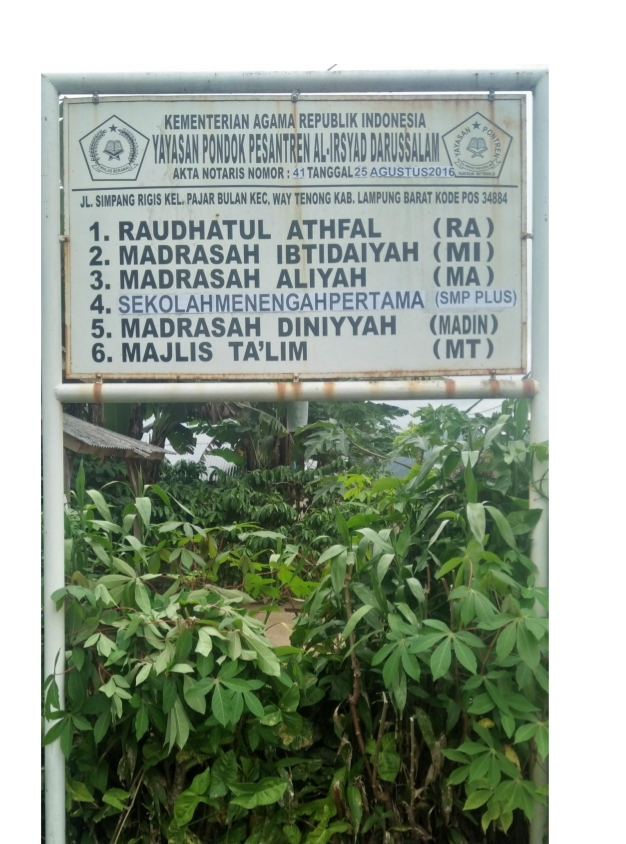 KEMENTERIAN AGAMA REPUBLIK INDONESIA
YAYASAN PONDOK PESANTREN AL-IRSYAD DARUSSALAM
AKTA NOTARIS NOMOR : 41 TANGGAL 25 AGUSTUS2016
JL. SIMPANG RIGIS KEL. PAJAR BULAN KEC, WAY TENONG KAB. LAMPUNG BARAT KODE POS 34884
1. RAUDHATUL ATHFAL (RA)
2. MADRASAH IBTIDAIYAH (MI)
3. MADRASAH ALIYAH (MA)
4. SEKOLAHMENENGAHPERTAMA (SMP PLUS)
5. MADRASAH DINIYYAH (MADIN)
6. MAJLIS TA'LIM (MT)